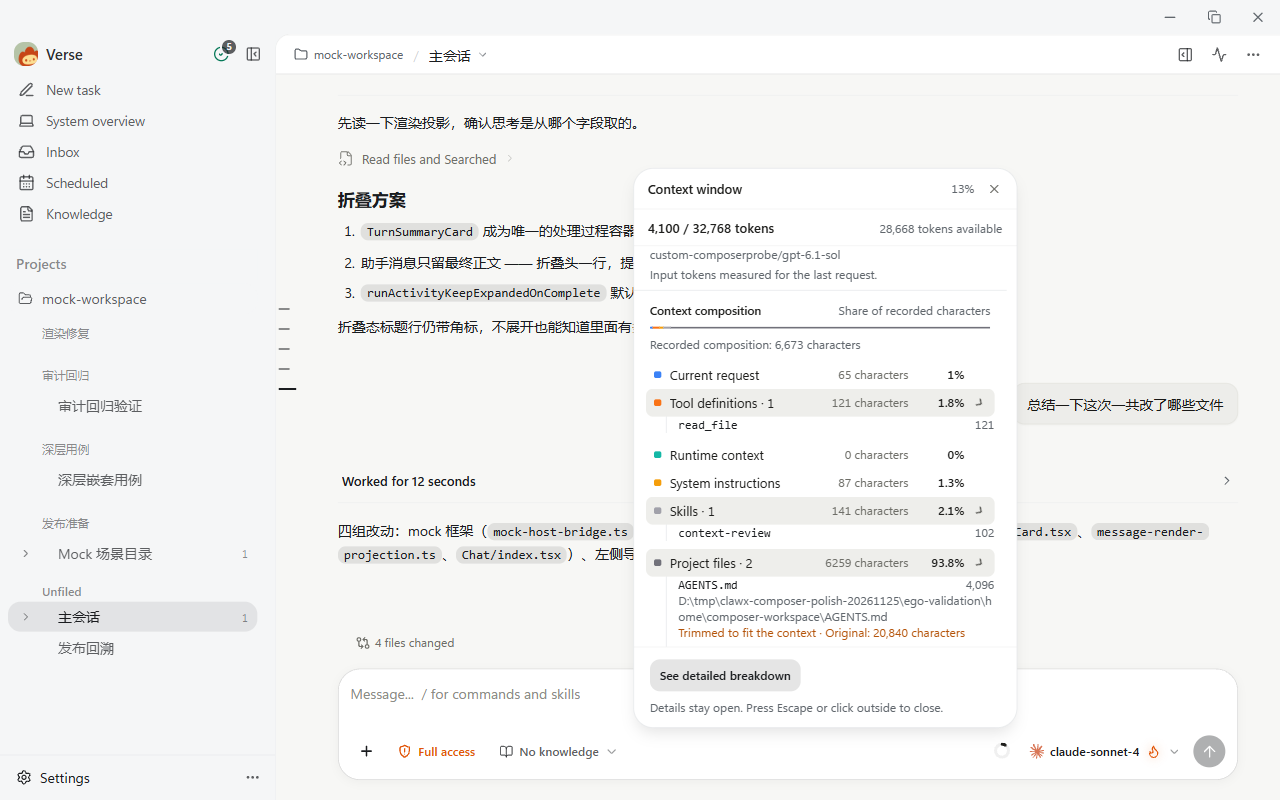 Verse
5
New task
System overview
Inbox
Scheduled
Knowledge
Projects
mock-workspace
渲染修复
审计回归
审计回归验证
深层用例
深层嵌套用例
发布准备
Mock 场景目录 1
Unfiled
主会话 1
发布回溯
Settings
mock-workspace / 主会话
先读一下渲染投影，确认思考是从哪个字段取的。
Read files and Searched
折叠方案
1. TurnSummaryCard 成为唯一的处理过程容器
2. 助手消息只留最终正文 —— 折叠头一行，提
3. runActivityKeepExpandedOnComplete 默认
折叠态标题行仍带角标，不展开也能知道里面有
总结一下这次一共改了哪些文件
Worked for 12 seconds
四组改动：mock 框架（ mock-host-bridge.ts Card.tsx 、 message-render-
projection.ts 、 Chat/index.tsx ）、左侧导
4 files changed
Message... / for commands and skills
Full access
No knowledge
claude-sonnet-4
Context window 13%
4,100 / 32,768 tokens 28,668 tokens available
custom-composerprobe/gpt-6.1-sol
Input tokens measured for the last request.
Context composition Share of recorded characters
Recorded composition: 6,673 characters
Current request 65 characters 1%
Tool definitions · 1 121 characters 1.8%
read_file 121
Runtime context 0 characters 0%
System instructions 87 characters 1.3%
Skills · 1 141 characters 2.1%
context-review 102
Project files · 2 6259 characters 93.8%
AGENTS.md 4,096
D:\tmp\clawx-composer-polish-20261125\ego-validation\h
ome\composer-workspace\AGENTS.md
Trimmed to fit the context · Original: 20,840 characters
See detailed breakdown
Details stay open. Press Escape or click outside to close.